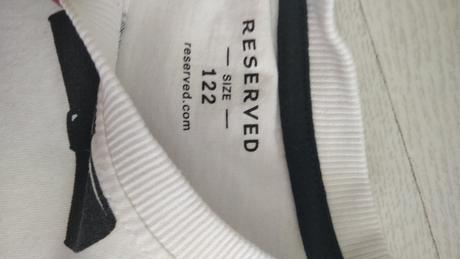 RESERVED
— SIZE —
122
reserved.com